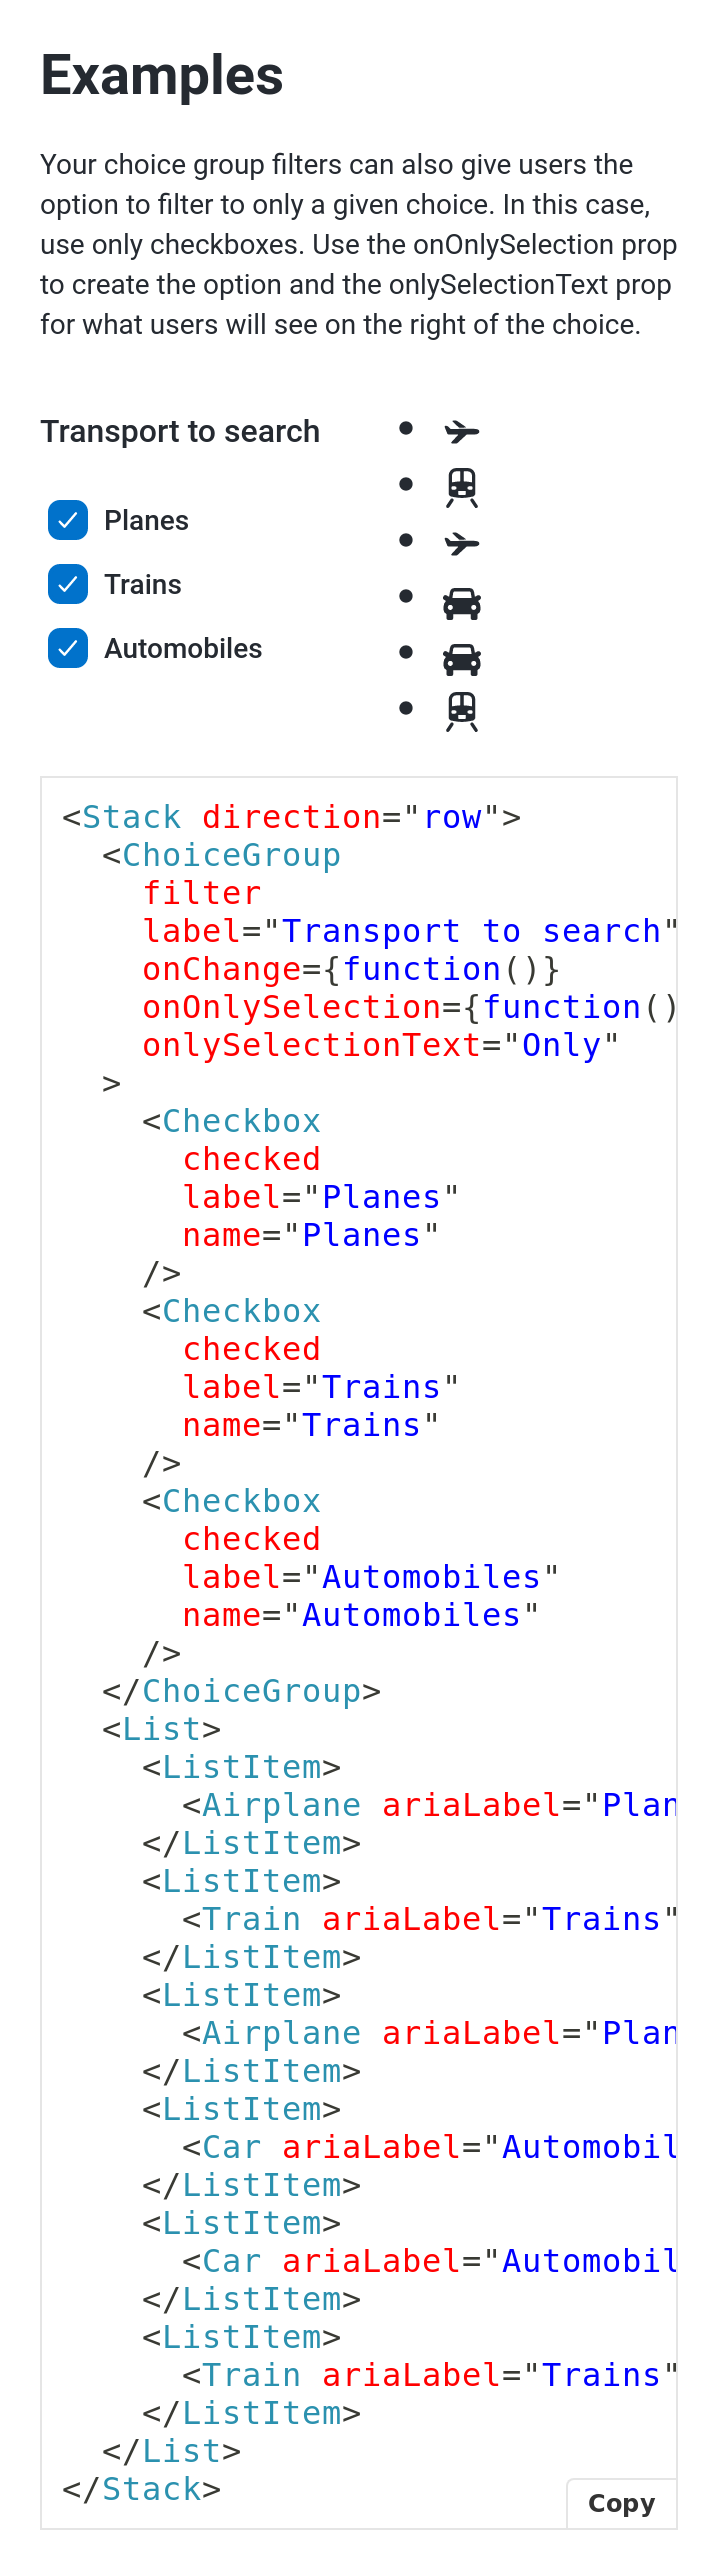 Examples
Your choice group filters can also give users the
option to filter to only a given choice. In this case,
use only checkboxes. Use the onOnlySelection prop
to create the option and the onlySelectionText prop
for what users will see on the right of the choice.
Transport to search
Planes
Trains
Automobiles
<Stack direction="row">
  <ChoiceGroup
    filter
    label="Transport to search"
    onChange={function()}
    onOnlySelection={function()
    onlySelectionText="Only"
  >
    <Checkbox
      checked
      label="Planes"
      name="Planes"
    />
    <Checkbox
      checked
      label="Trains"
      name="Trains"
    />
    <Checkbox
      checked
      label="Automobiles"
      name="Automobiles"
    />
  </ChoiceGroup>
  <List>
    <ListItem>
      <Airplane ariaLabel="Plan
    </ListItem>
    <ListItem>
      <Train ariaLabel="Trains"
    </ListItem>
    <ListItem>
      <Airplane ariaLabel="Plan
    </ListItem>
    <ListItem>
      <Car ariaLabel="Automobil
    </ListItem>
    <ListItem>
      <Car ariaLabel="Automobil
    </ListItem>
    <ListItem>
      <Train ariaLabel="Trains"
    </ListItem>
  </List>
</Stack>
Copy